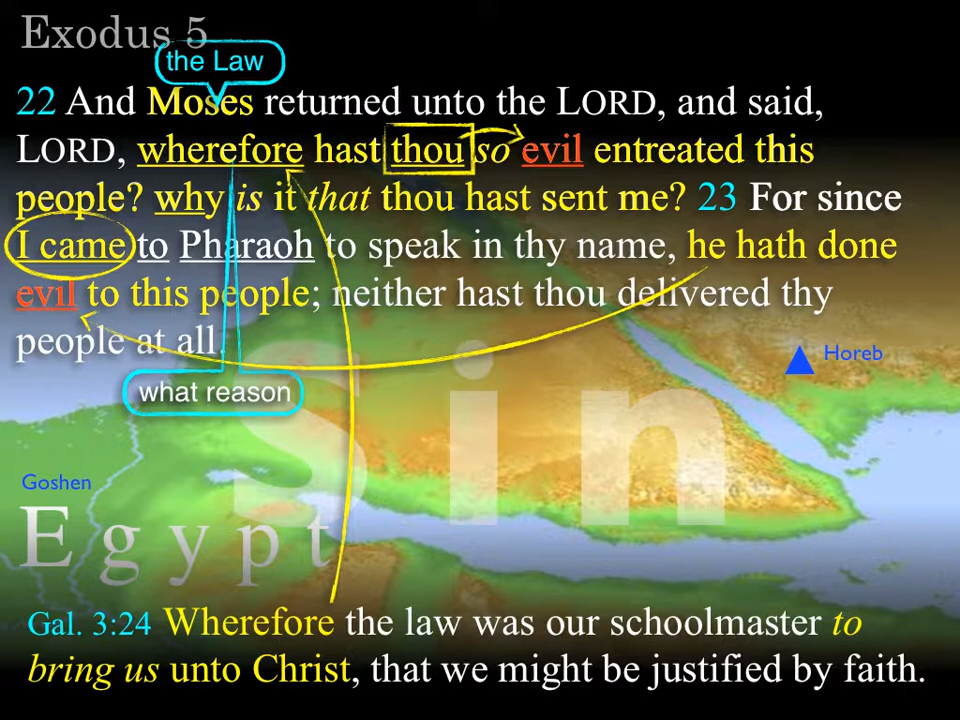 Exodus 5
the Law
22 And Moses returned unto the LORD, and said,
LORD, wherefore hast thou so evil entreated this
people? why is it that thou hast sent me? 23 For since
I came to Pharaoh to speak in thy name, he hath done
evil to this people; neither hast thou delivered thy
people at all.
Horeb
what reason
Sin
Goshen
Egypt
Gal. 3:24 Wherefore the law was our schoolmaster to
bring us unto Christ, that we might be justified by faith.